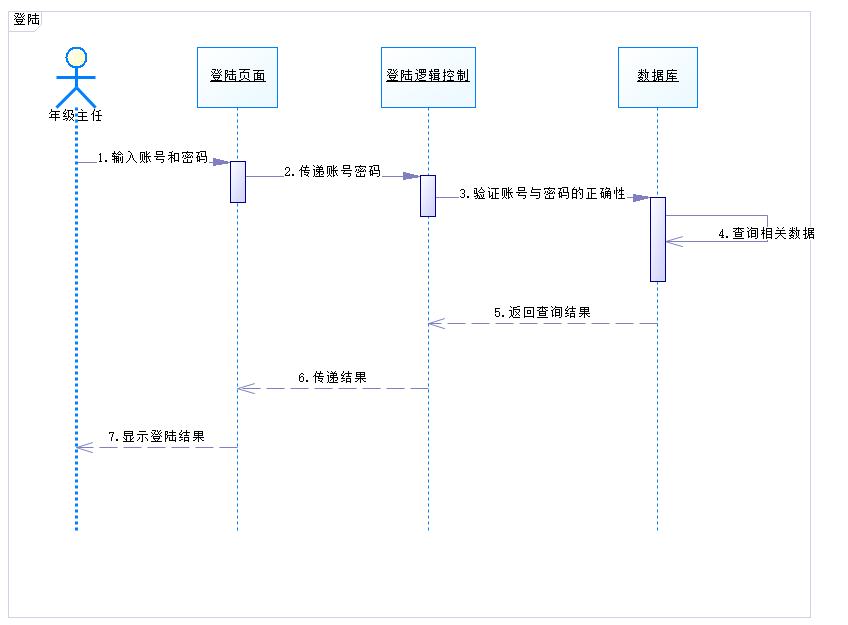 登陆
登陆页面
登陆逻辑控制
数据库
年级主任
1.输入账号和密码
2.传递账号密码
3.验证账号与密码的正确性
4.查询相关数据
5.返回查询结果
6.传递结果
7.显示登陆结果